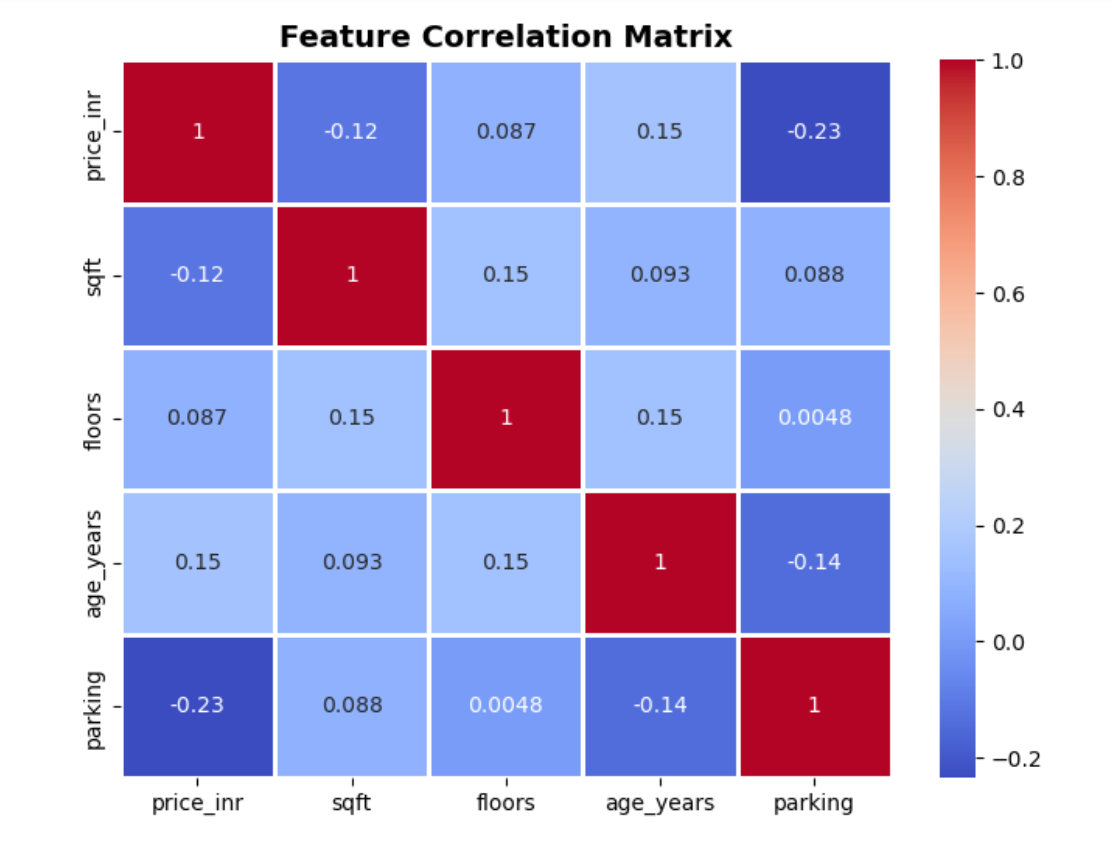 Feature Correlation Matrix
price_inr 1 -0.12 0.087 0.15 -0.23
sqft -0.12 1 0.15 0.093 0.088
floors 0.087 0.15 1 0.15 0.0048
age_years 0.15 0.093 0.15 1 -0.14
parking -0.23 0.088 0.0048 -0.14 1
price_inr sqft floors age_years parking
1.0
0.8
0.6
0.4
0.2
0.0
−0.2